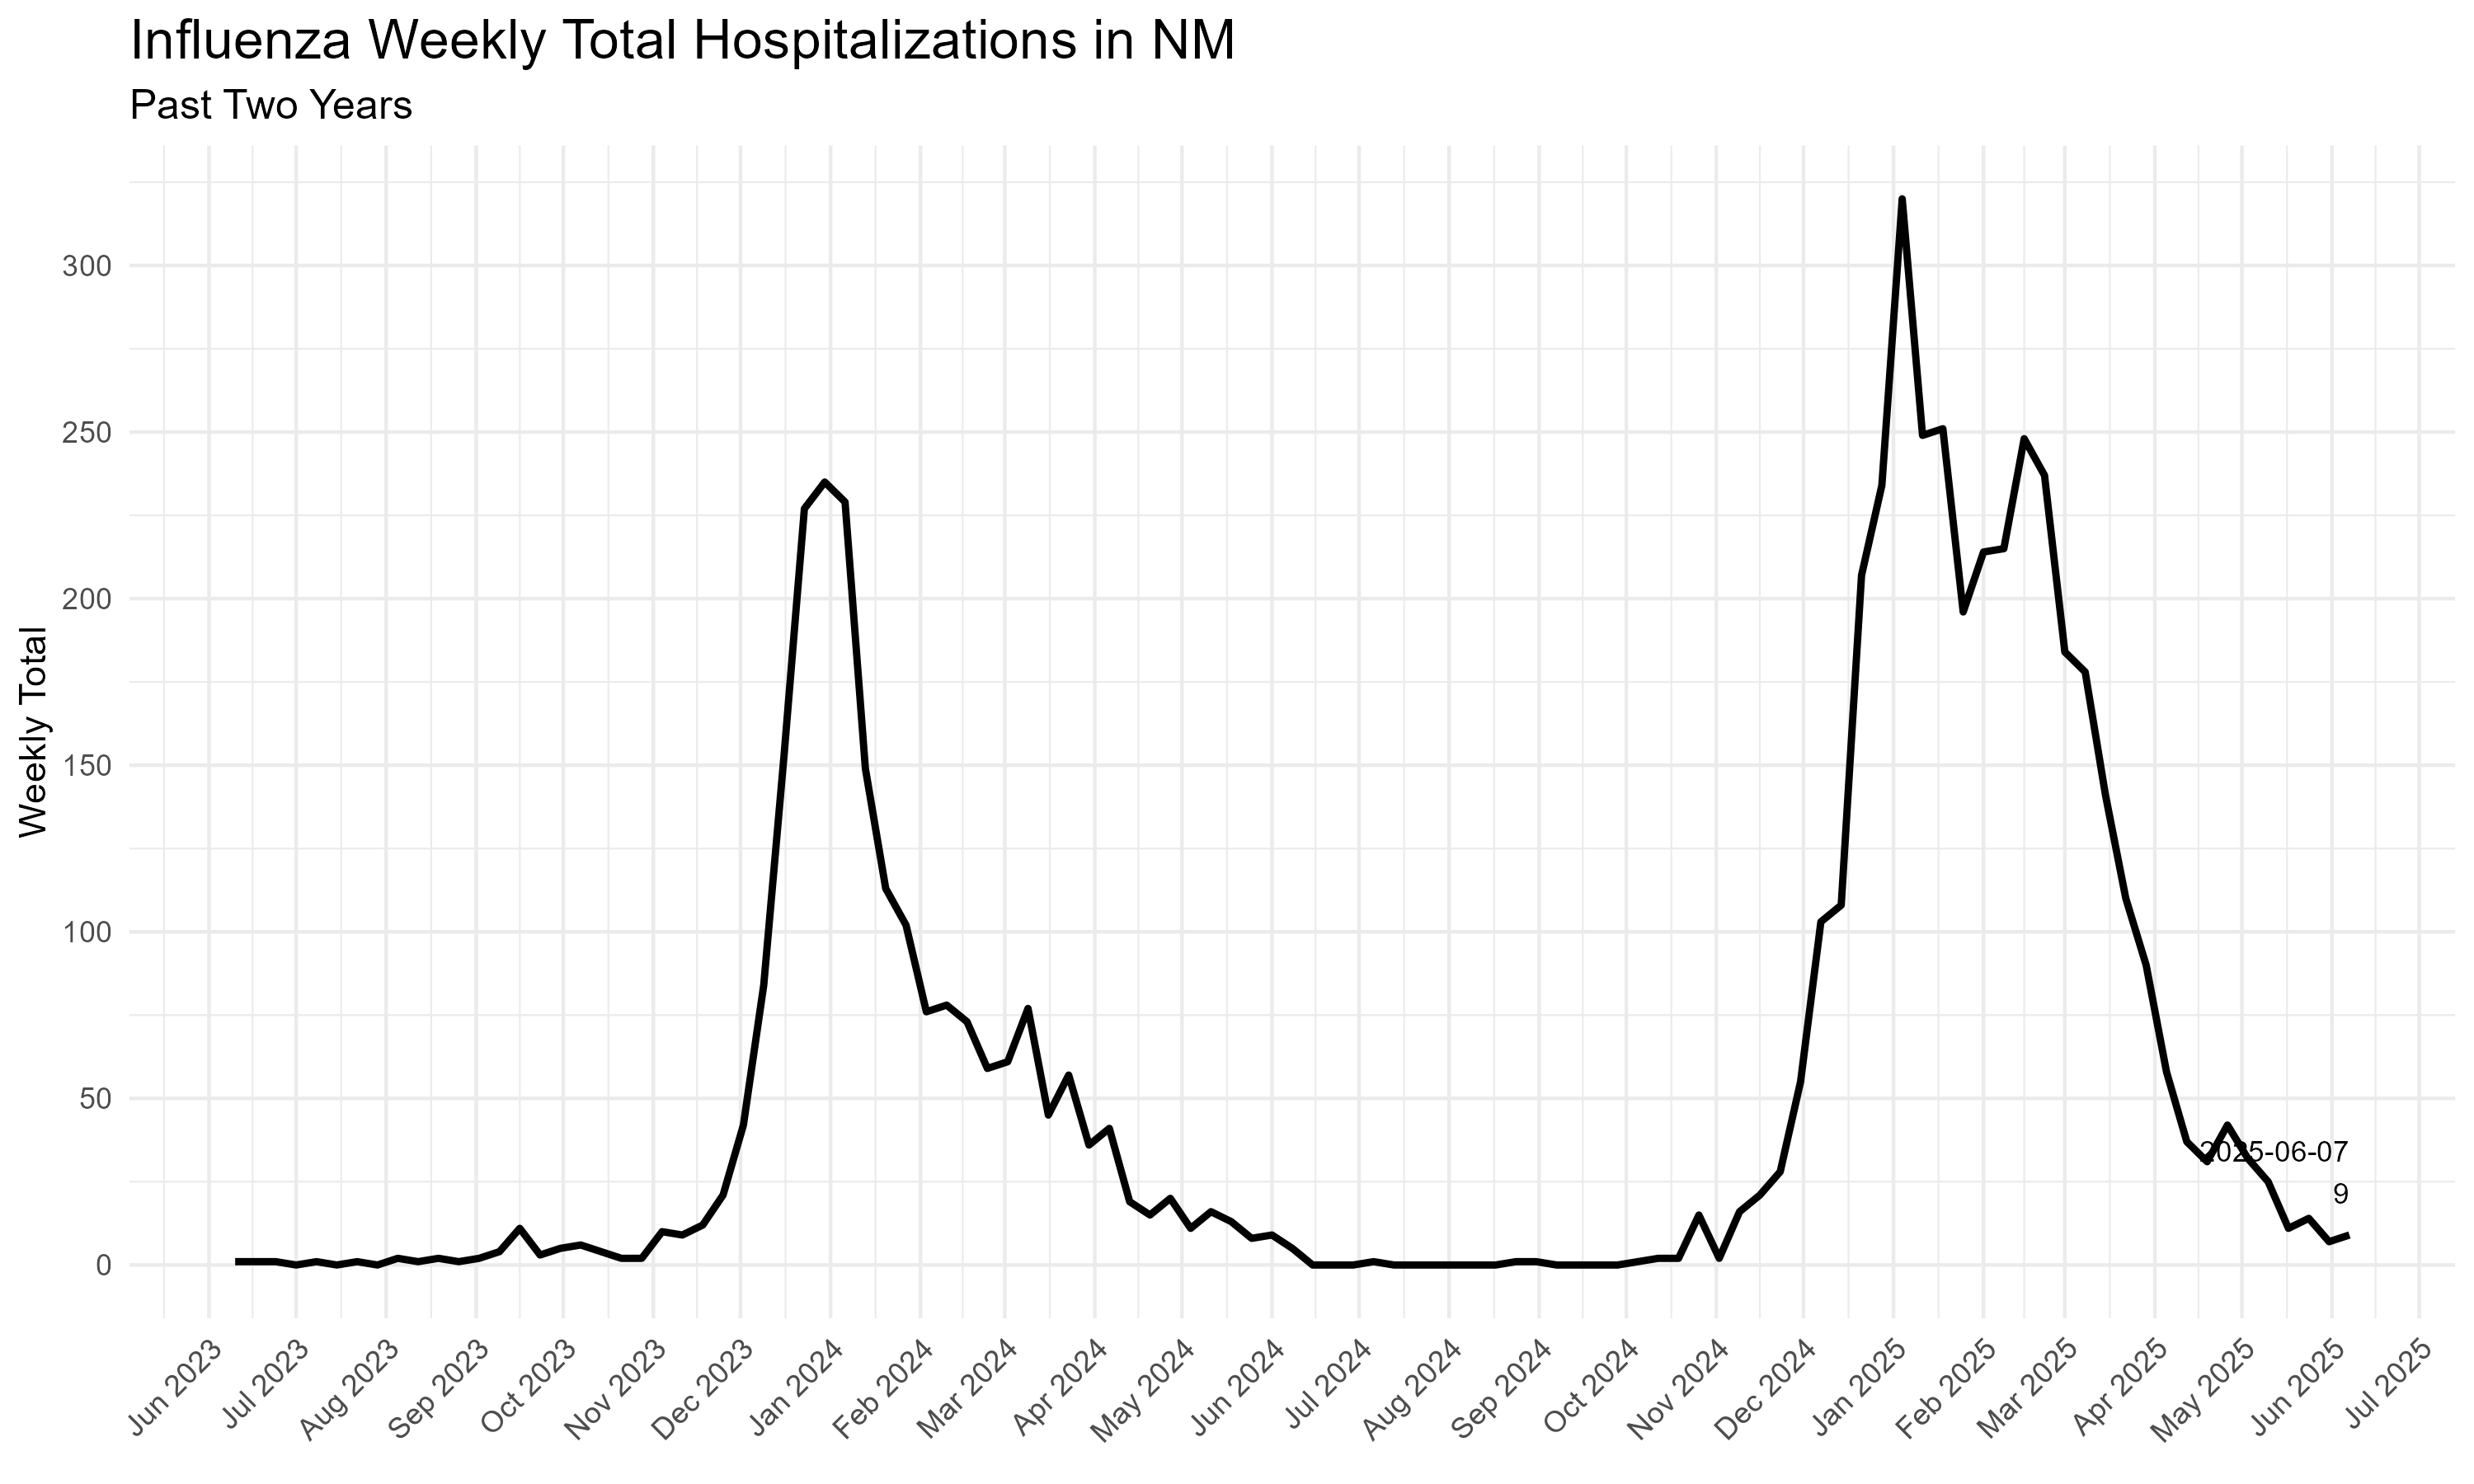 Influenza Weekly Total Hospitalizations in NM
Past Two Years
Weekly Total
300
250
200
150
100
50
0
2025-06-07
9
Jun 2023
Jul 2023
Aug 2023
Sep 2023
Oct 2023
Nov 2023
Dec 2023
Jan 2024
Feb 2024
Mar 2024
Apr 2024
May 2024
Jun 2024
Jul 2024
Aug 2024
Sep 2024
Oct 2024
Nov 2024
Dec 2024
Jan 2025
Feb 2025
Mar 2025
Apr 2025
May 2025
Jun 2025
Jul 2025